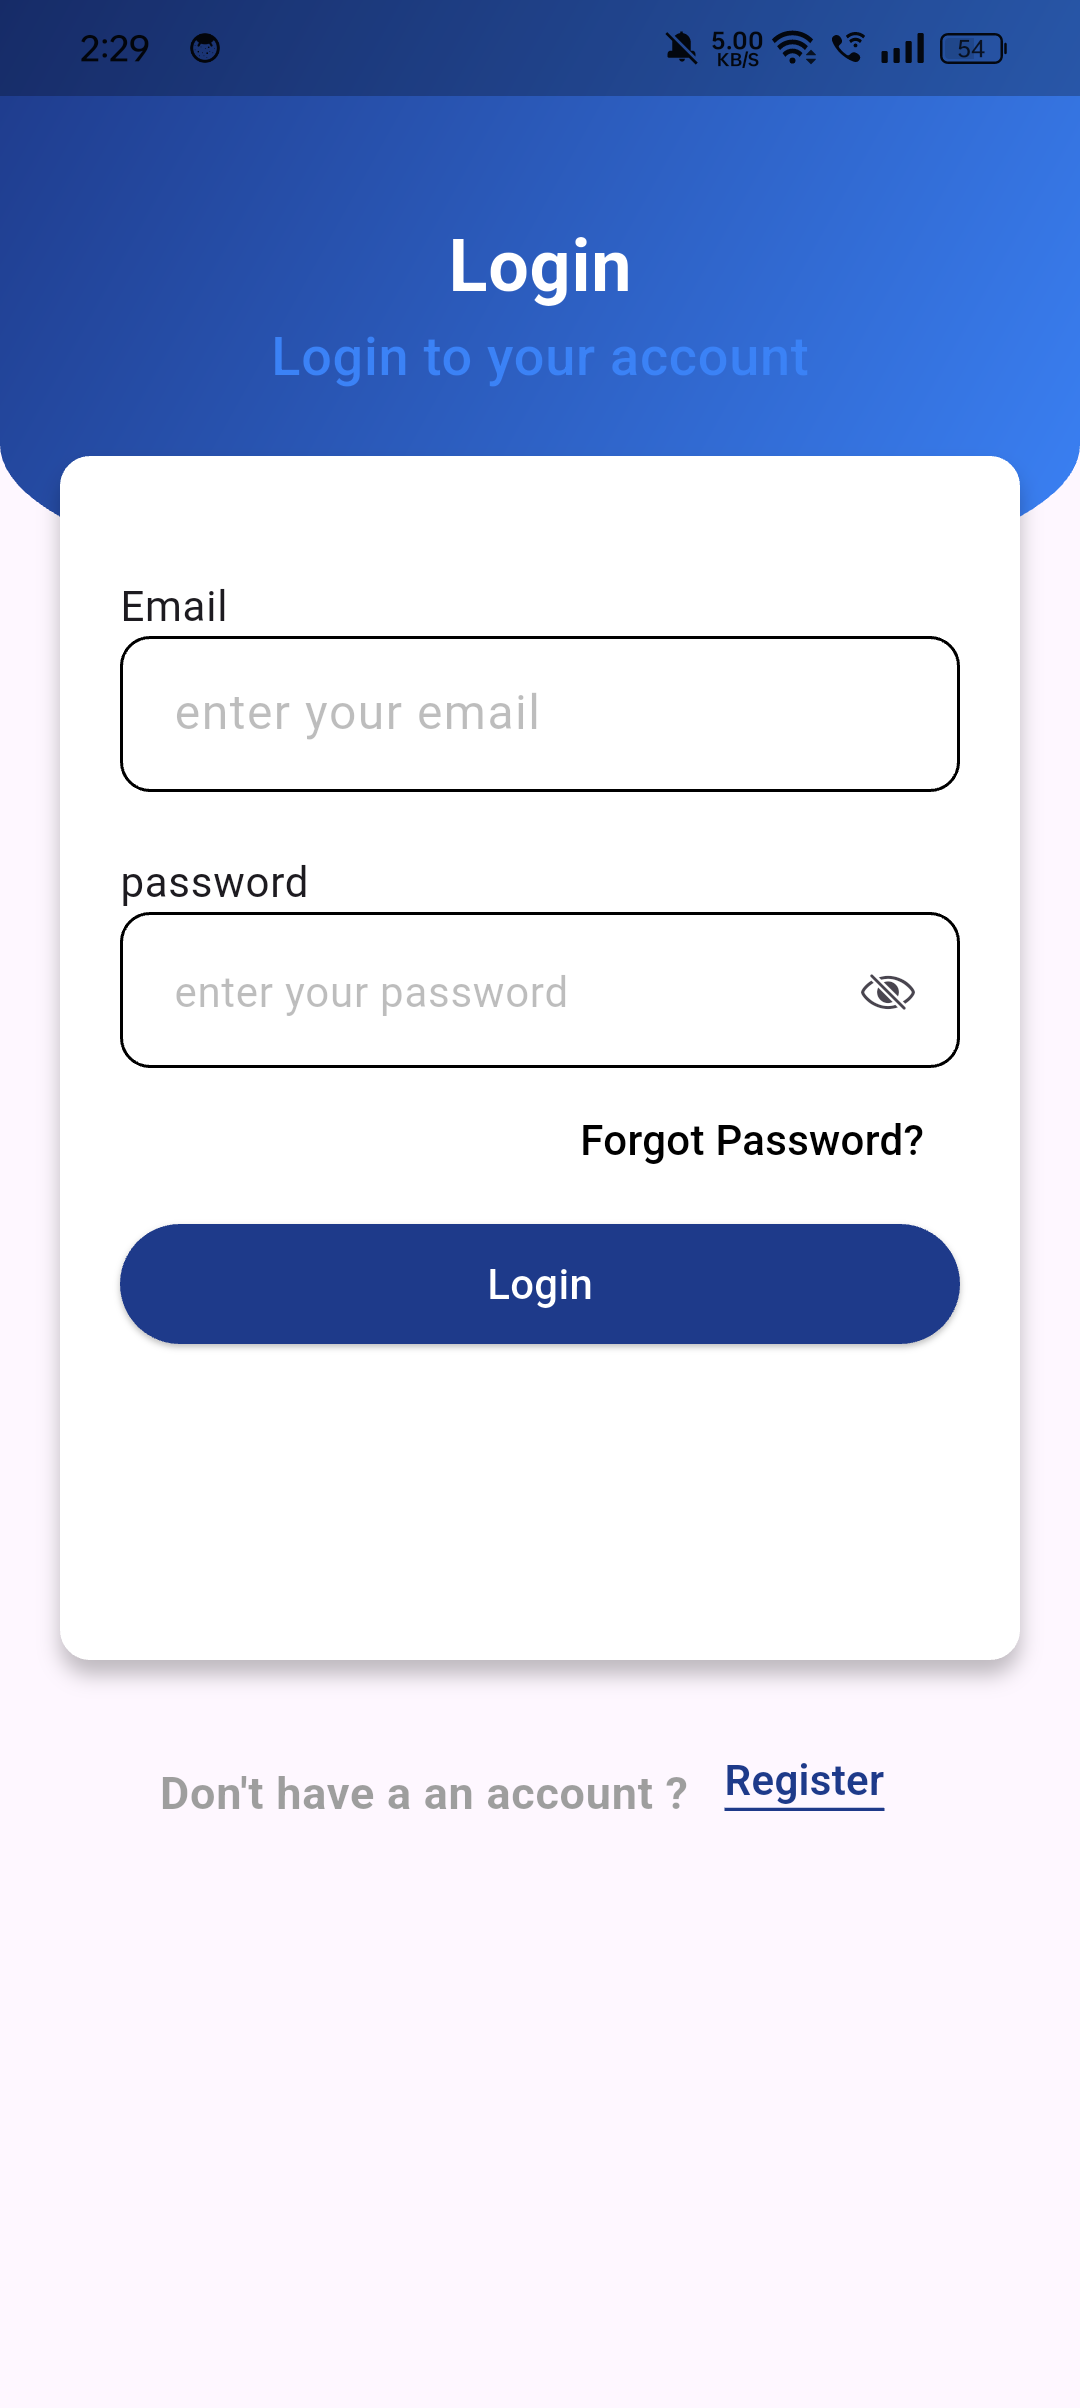 2:29 5.00 KB/S 54
Login
Login to your account
Email
enter your email
password
enter your password
Forgot Password?
Login
Don't have a an account ? Register